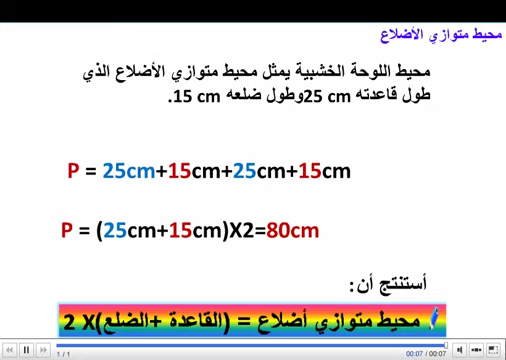 محيط متوازي الأضلاع
محيط اللوحة الخشبية يمثل محيط متوازي الأضلاع الذي
طول قاعدته 25 cm وطول ضلعه 15 cm.
P = 25cm+15cm+25cm+15cm
P = (25cm+15cm)X2=80cm
أستنتج أن:
محيط متوازي أضلاع = (القاعدة +الضلع)X 2
1 / 1
00:07 / 00:07